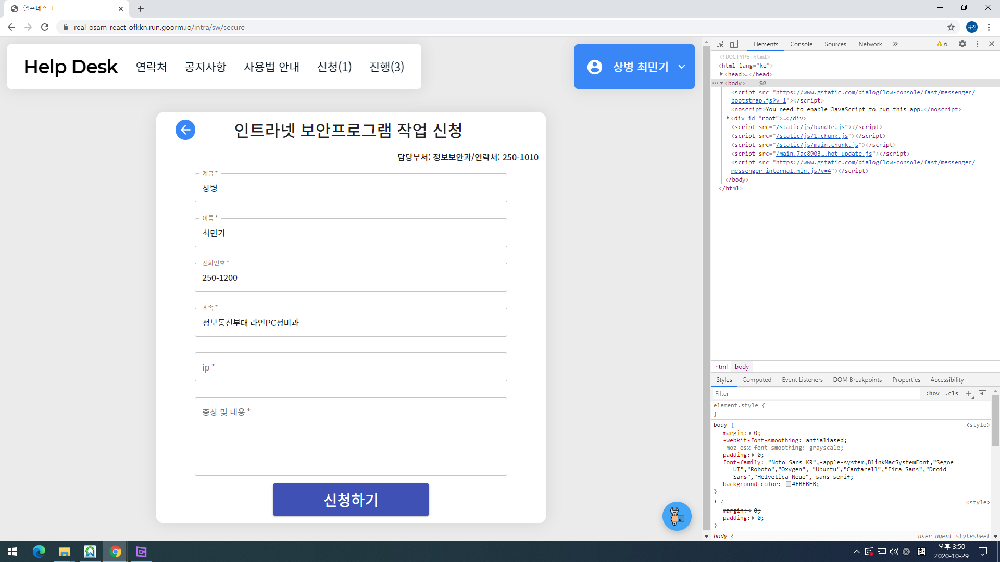 헬프데스크
real-osam-react-ofkkn.run.goorm.io/intra/sw/secure
규진
Help Desk
연락처
공지사항
사용법 안내
신청(1)
진행(3)
상병 최민기
인트라넷 보안프로그램 작업 신청
담당부서: 정보보안과/연락처: 250-1010
계급 *
상병
이름 *
최민기
전화번호 *
250-1200
소속 *
정보통신부대 라인PC정비과
ip *
증상 및 내용 *
신청하기
Elements
Console
Sources
Network
»
6
<!DOCTYPE html>
<html lang="ko">
<head>…</head>
<body> == $0
<script src="https://www.gstatic.com/dialogflow-console/fast/messenger/
bootstrap.js?v=1"></script>
<noscript>You need to enable JavaScript to run this app.</noscript>
<div id="root">…</div>
<script src="/static/js/bundle.js"></script>
<script src="/static/js/1.chunk.js"></script>
<script src="/static/js/main.chunk.js"></script>
<script src="/main.7ac8903….hot-update.js"></script>
<script src="https://www.gstatic.com/dialogflow-console/fast/messenger/
messenger-internal.min.js?v=4"></script>
</body>
</html>
html
body
Styles
Computed
Event Listeners
DOM Breakpoints
Properties
Accessibility
Filter
:hov
.cls
element.style {
}
body {
<style>
margin: 0;
-webkit-font-smoothing: antialiased;
-moz-osx-font-smoothing: grayscale;
padding: 0;
font-family: "Noto Sans KR",-apple-system,BlinkMacSystemFont,"Segoe
UI","Roboto","Oxygen", "Ubuntu","Cantarell","Fira Sans","Droid
Sans","Helvetica Neue", sans-serif;
background-color: #EBEBEB;
}
* {
<style>
margin: 0;
padding: 0;
}
body {
user agent stylesheet
한
오후 3:50
2020-10-29